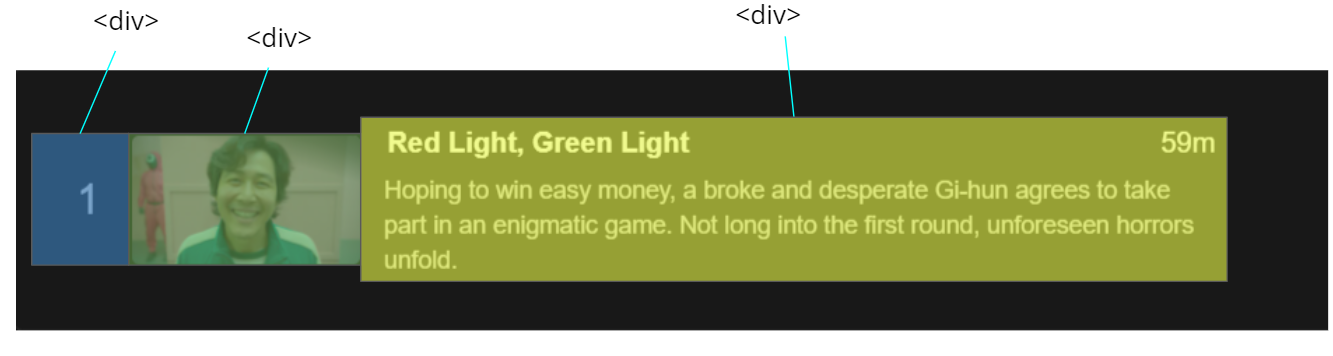 <div>
<div>
<div>
1
Red Light, Green Light 59m
Hoping to win easy money, a broke and desperate Gi-hun agrees to take
part in an enigmatic game. Not long into the first round, unforeseen horrors
unfold.